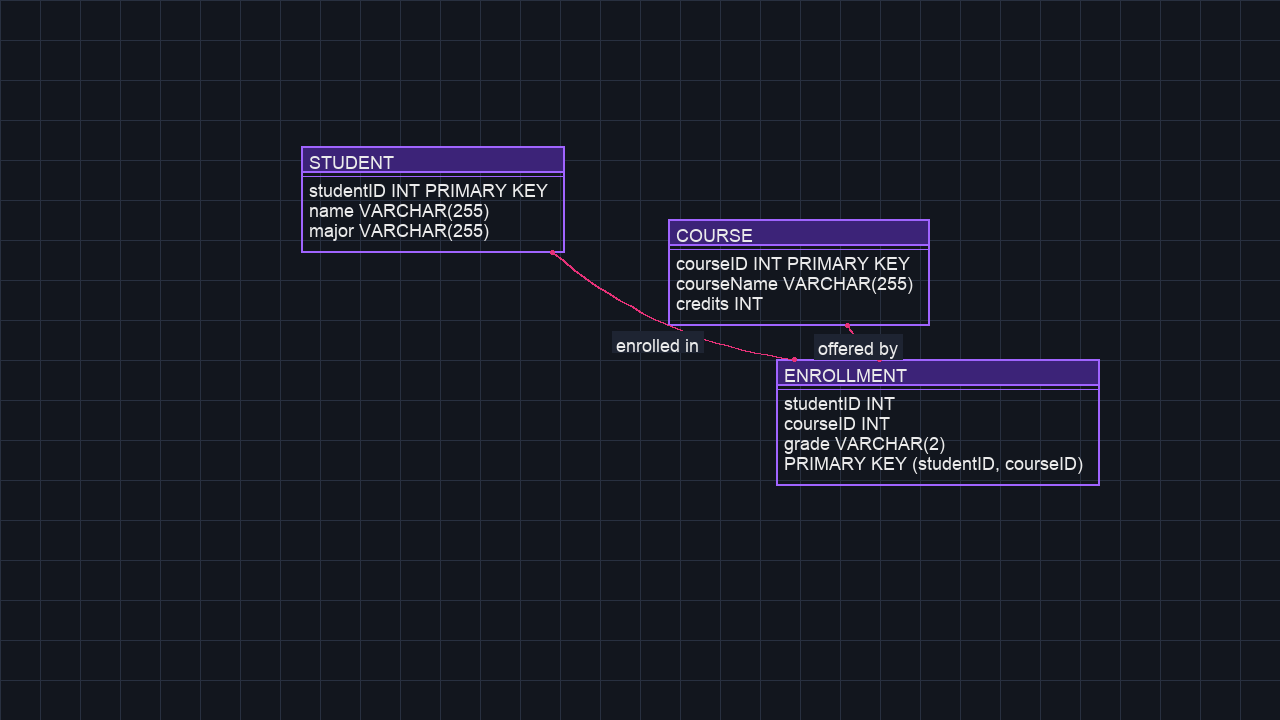 STUDENT
studentID INT PRIMARY KEY
name VARCHAR(255)
major VARCHAR(255)
COURSE
courseID INT PRIMARY KEY
courseName VARCHAR(255)
credits INT
enrolled in
offered by
ENROLLMENT
studentID INT
courseID INT
grade VARCHAR(2)
PRIMARY KEY (studentID, courseID)